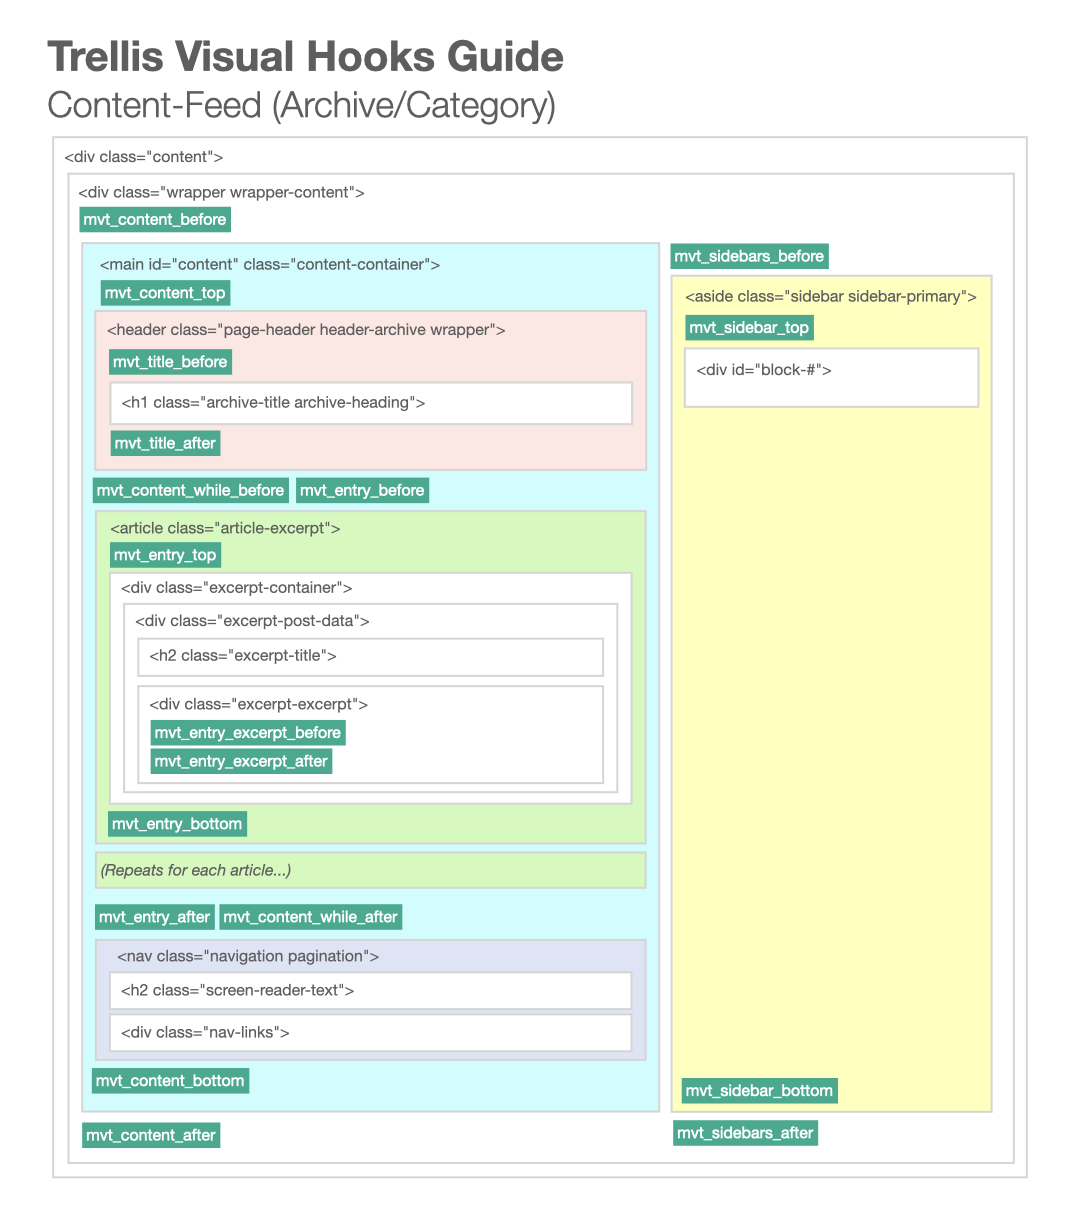 Trellis Visual Hooks Guide
Content-Feed (Archive/Category)
<div class="content">
<div class="wrapper wrapper-content">
mvt_content_before
<main id="content" class="content-container">
mvt_content_top
<header class="page-header header-archive wrapper">
mvt_title_before
<h1 class="archive-title archive-heading">
mvt_title_after
mvt_content_while_before mvt_entry_before
<article class="article-excerpt">
mvt_entry_top
<div class="excerpt-container">
<div class="excerpt-post-data">
<h2 class="excerpt-title">
<div class="excerpt-excerpt">
mvt_entry_excerpt_before
mvt_entry_excerpt_after
mvt_entry_bottom
(Repeats for each article...)
mvt_entry_after mvt_content_while_after
<nav class="navigation pagination">
<h2 class="screen-reader-text">
<div class="nav-links">
mvt_content_bottom
mvt_content_after
mvt_sidebars_before
<aside class="sidebar sidebar-primary">
mvt_sidebar_top
<div id="block-#">
mvt_sidebar_bottom
mvt_sidebars_after